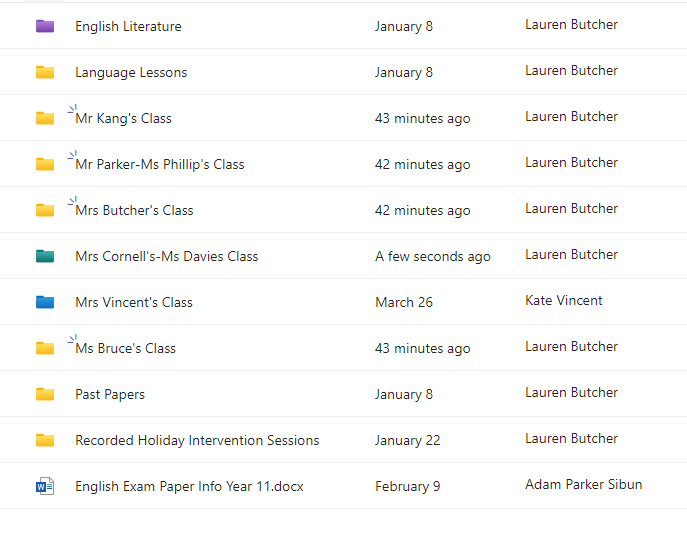 English Literature January 8 Lauren Butcher
Language Lessons January 8 Lauren Butcher
Mr Kang's Class 43 minutes ago Lauren Butcher
Mr Parker-Ms Phillip's Class 42 minutes ago Lauren Butcher
Mrs Butcher's Class 42 minutes ago Lauren Butcher
Mrs Cornell's-Ms Davies Class A few seconds ago Lauren Butcher
Mrs Vincent's Class March 26 Kate Vincent
Ms Bruce's Class 43 minutes ago Lauren Butcher
Past Papers January 8 Lauren Butcher
Recorded Holiday Intervention Sessions January 22 Lauren Butcher
W English Exam Paper Info Year 11.docx February 9 Adam Parker Sibun